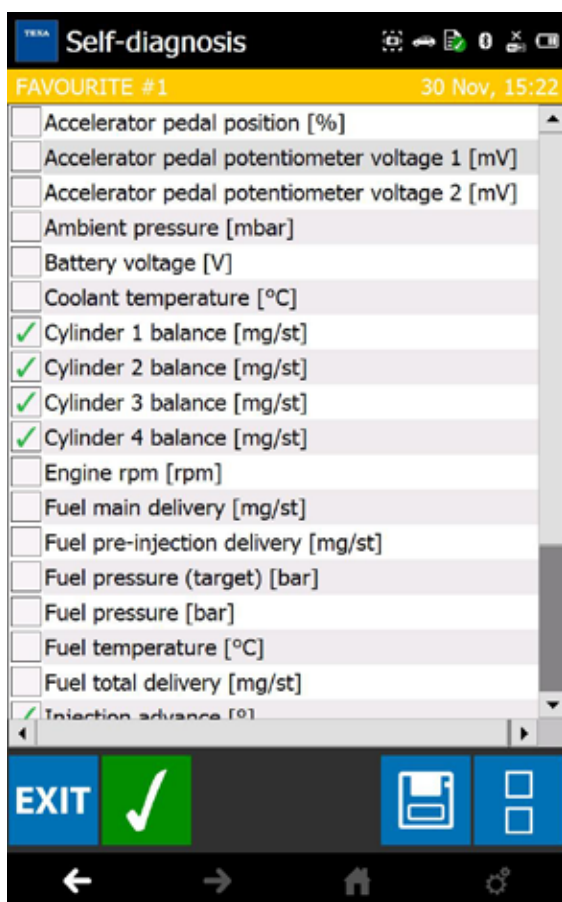 TEXA Self-diagnosis
FAVOURITE #1 30 Nov, 15:22
Accelerator pedal position [%]
Accelerator pedal potentiometer voltage 1 [mV]
Accelerator pedal potentiometer voltage 2 [mV]
Ambient pressure [mbar]
Battery voltage [V]
Coolant temperature [°C]
Cylinder 1 balance [mg/st]
Cylinder 2 balance [mg/st]
Cylinder 3 balance [mg/st]
Cylinder 4 balance [mg/st]
Engine rpm [rpm]
Fuel main delivery [mg/st]
Fuel pre-injection delivery [mg/st]
Fuel pressure (target) [bar]
Fuel pressure [bar]
Fuel temperature [°C]
Fuel total delivery [mg/st]
Injection advance [°]
EXIT